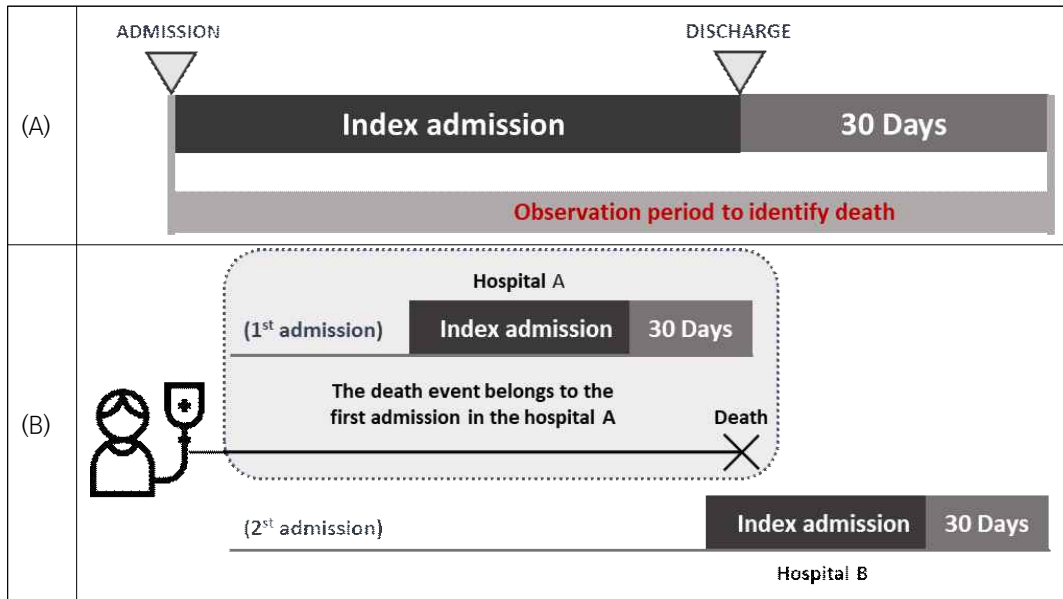 ADMISSION
DISCHARGE
(A)
Index admission
30 Days
Observation period to identify death
(B)
Hospital A
(1st admission)
Index admission
30 Days
The death event belongs to the
first admission in the hospital A
Death
(2st admission)
Index admission
30 Days
Hospital B